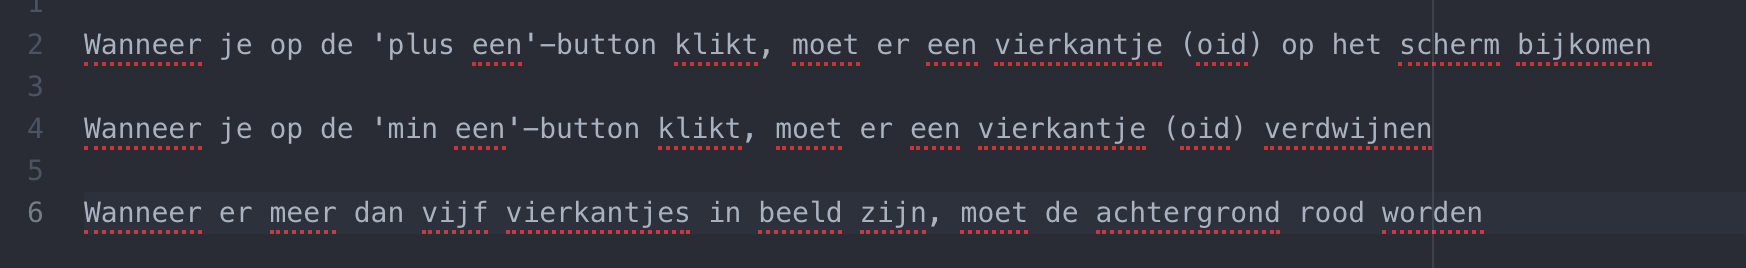 1
2 Wanneer je op de 'plus een'-button klikt, moet er een vierkantje (oid) op het scherm bijkomen
3
4 Wanneer je op de 'min een'-button klikt, moet er een vierkantje (oid) verdwijnen
5
6 Wanneer er meer dan vijf vierkantjes in beeld zijn, moet de achtergrond rood worden